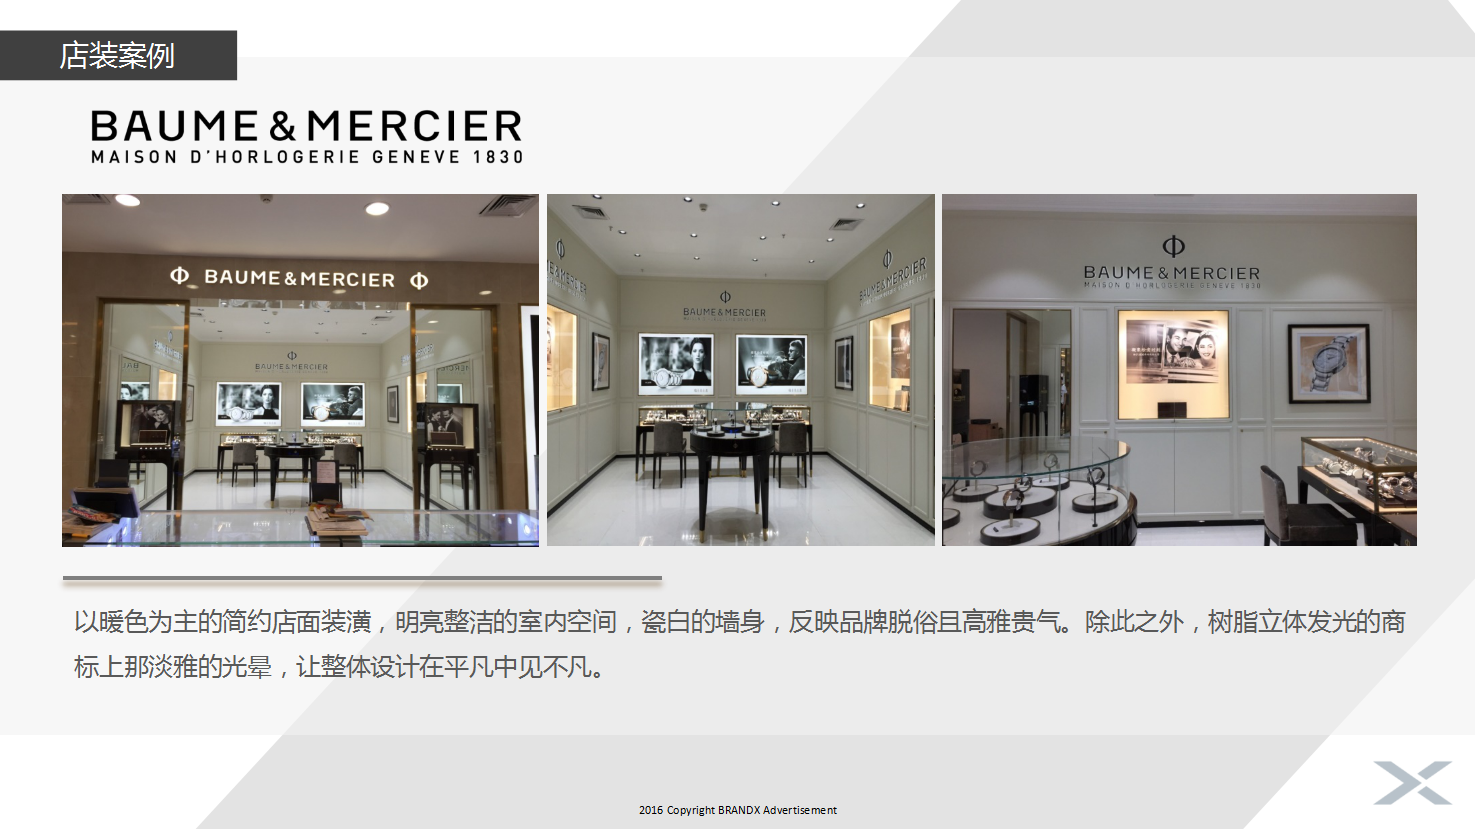 店装案例
BAUME & MERCIER
MAISON D'HORLOGERIE GENEVE 1830
BAUME & MERCIER
BAUME & MERCIER
BAUME & MERCIER
BAUME & MERCIER
MAISON D'HORLOGERIE GENEVE 1830
以暖色为主的简约店面装潢，明亮整洁的室内空间，瓷白的墙身，反映品牌脱俗且高雅贵气。除此之外，树脂立体发光的商
标上那淡雅的光晕，让整体设计在平凡中见不凡。
2016 Copyright BRANDX Advertisement